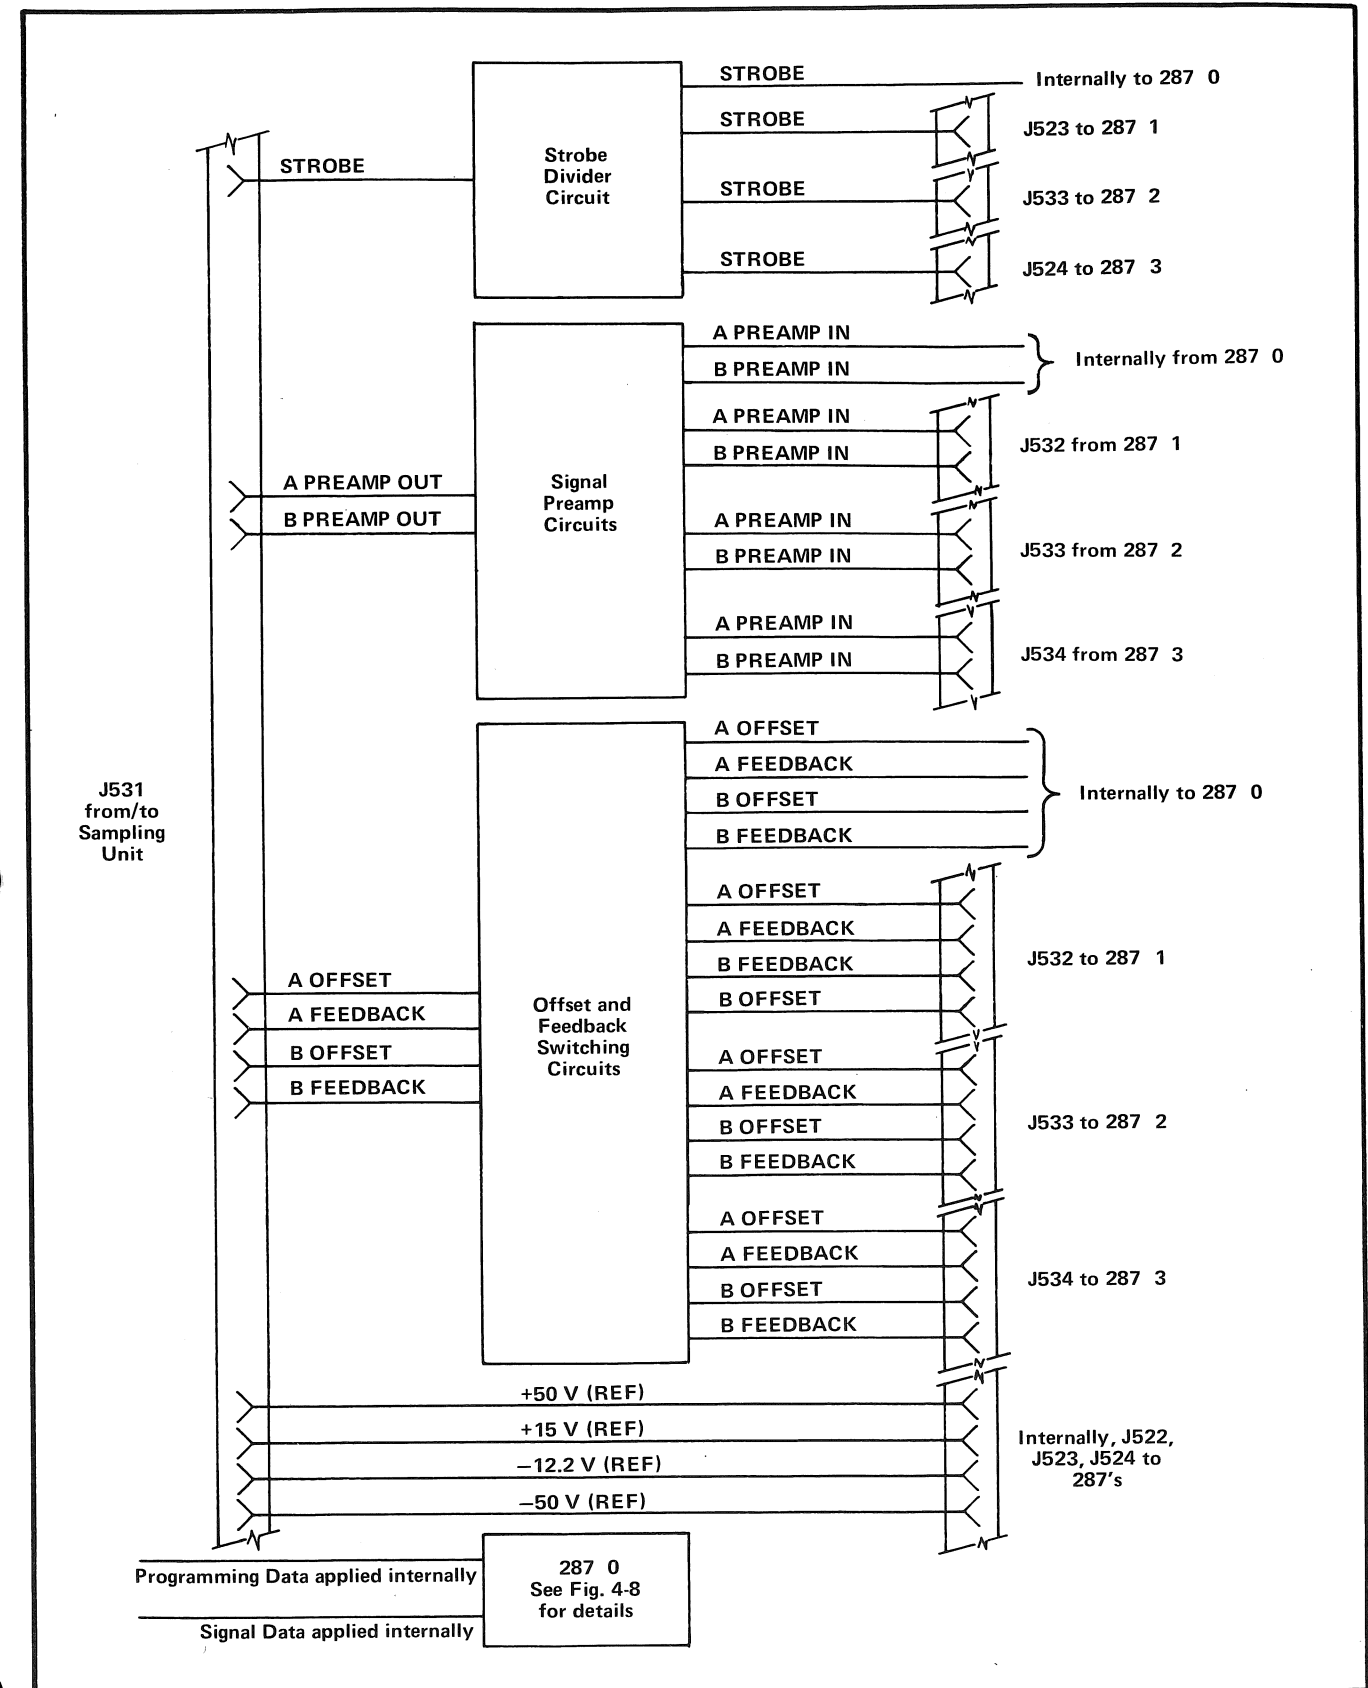 STROBE
Internally to 287 0
STROBE
J523 to 287 1
Strobe
Divider
Circuit
STROBE
STROBE
J533 to 287 2
STROBE
J524 to 287 3
A PREAMP IN
B PREAMP IN
Internally from 287 0
A PREAMP IN
B PREAMP IN
J532 from 287 1
A PREAMP OUT
B PREAMP OUT
Signal
Preamp
Circuits
A PREAMP IN
B PREAMP IN
J533 from 287 2
A PREAMP IN
B PREAMP IN
J534 from 287 3
A OFFSET
A FEEDBACK
B OFFSET
B FEEDBACK
Internally to 287 0
J531
from/to
Sampling
Unit
A OFFSET
A FEEDBACK
B FEEDBACK
B OFFSET
J532 to 287 1
A OFFSET
A FEEDBACK
B OFFSET
B FEEDBACK
Offset and
Feedback
Switching
Circuits
A OFFSET
A FEEDBACK
B OFFSET
B FEEDBACK
J533 to 287 2
A OFFSET
A FEEDBACK
B OFFSET
B FEEDBACK
J534 to 287 3
+50 V (REF)
+15 V (REF)
−12.2 V (REF)
−50 V (REF)
Internally, J522,
J523, J524 to
287's
Programming Data applied internally
Signal Data applied internally
287 0
See Fig. 4-8
for details